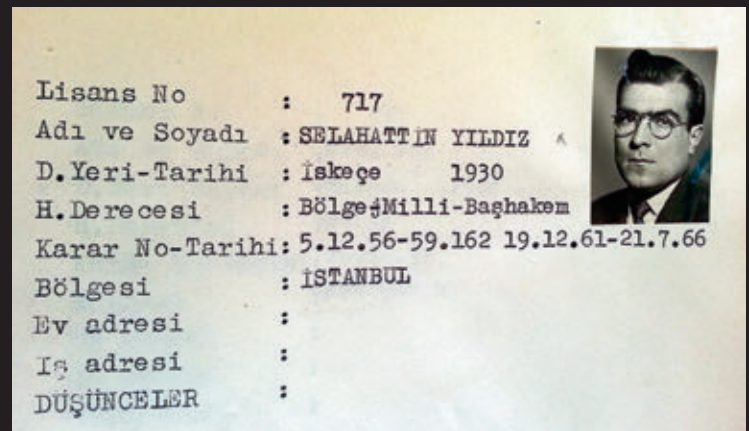 Lisans No : 717
Adı ve Soyadı : SELAHATTİN YILDIZ
D.Yeri-Tarihi : İskeçe 1930
H.Derecesi : Bölge-Milli-Başhakem
Karar No-Tarihi: 5.12.56-59.162 19.12.61-21.7.66
Bölgesi : İSTANBUL
Ev adresi :
Iş adresi :
DÜŞÜNCELER :